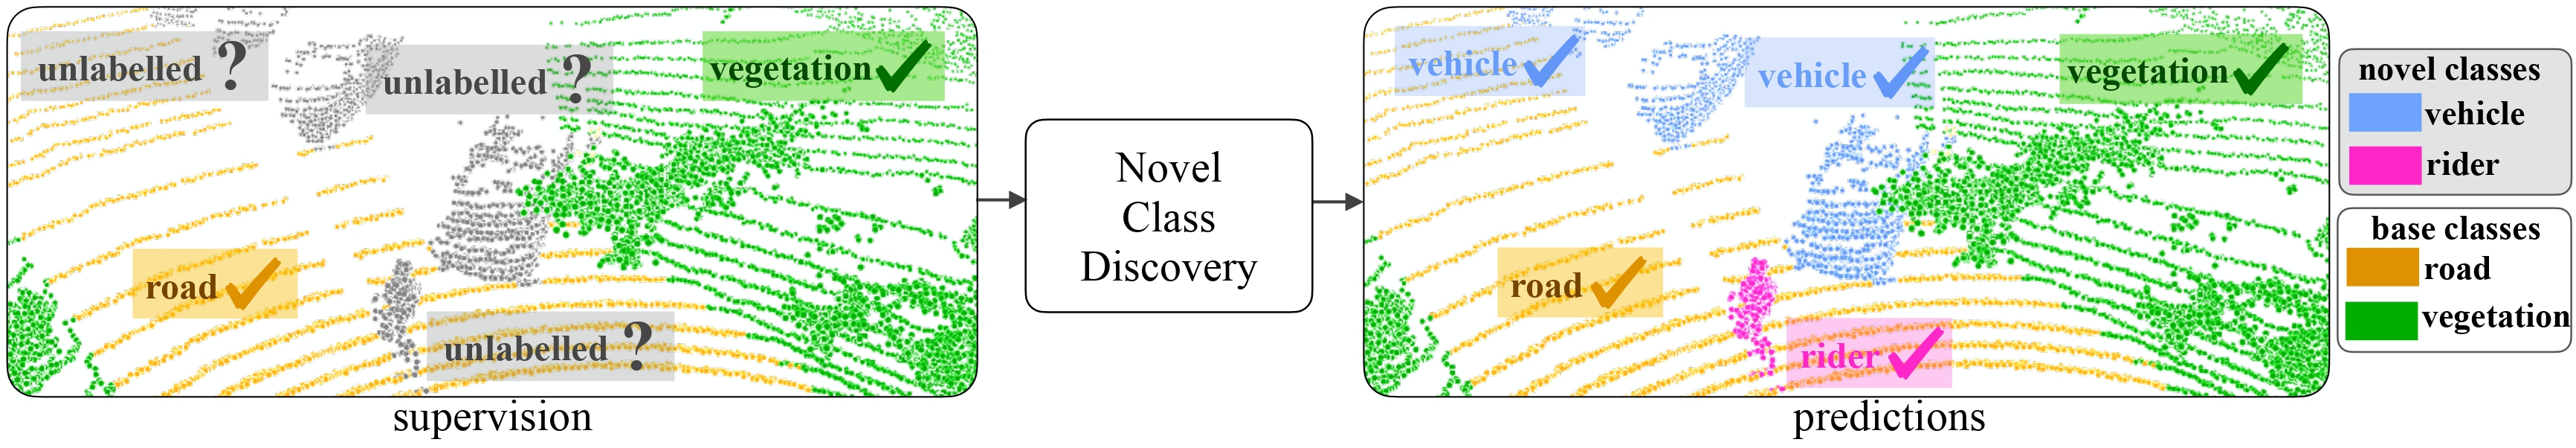 unlabelled ?
unlabelled ?
vegetation
road
unlabelled ?
supervision
Novel
Class
Discovery
vehicle
vehicle
vegetation
road
rider
predictions
novel classes
vehicle
rider
base classes
road
vegetation